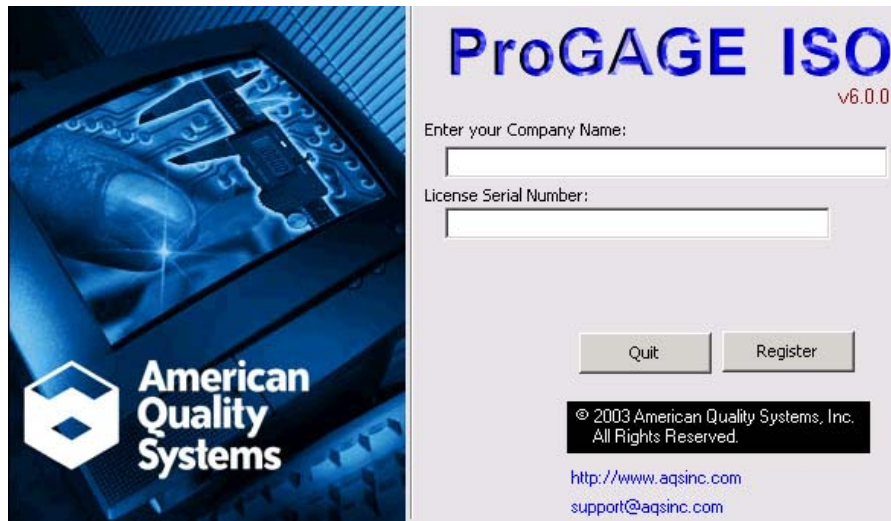 ProGAGE ISO
v6.0.0
Enter your Company Name:
License Serial Number:
Quit
Register
American
Quality
Systems
© 2003 American Quality Systems, Inc.
All Rights Reserved.
http://www.aqsinc.com
support@aqsinc.com